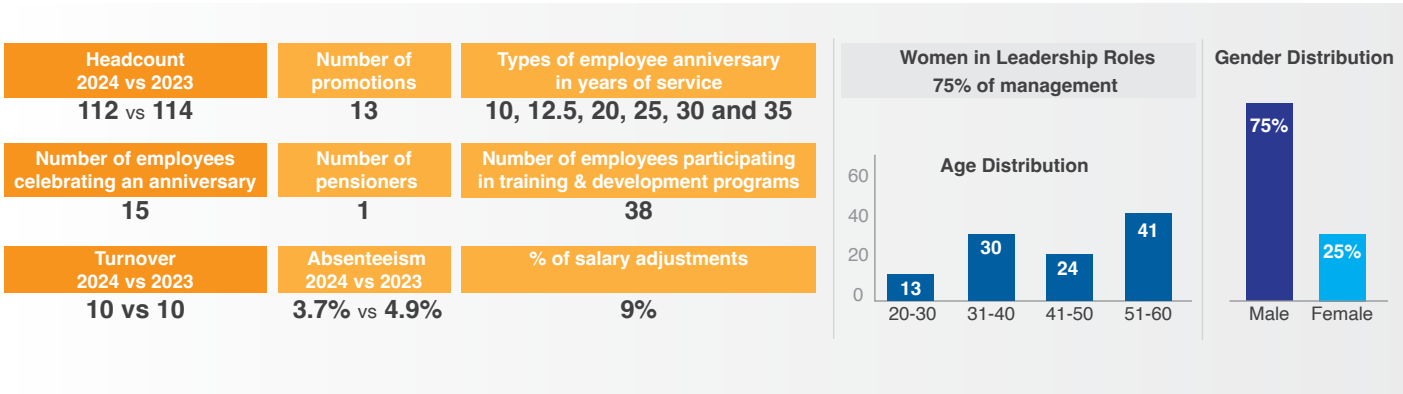 Headcount
2024 vs 2023
112 vs 114
Number of
promotions
13
Types of employee anniversary
in years of service
10, 12.5, 20, 25, 30 and 35
Number of employees
celebrating an anniversary
15
Number of
pensioners
1
Number of employees participating
in training & development programs
38
Turnover
2024 vs 2023
10 vs 10
Absenteeism
2024 vs 2023
3.7% vs 4.9%
% of salary adjustments
9%
Women in Leadership Roles
75% of management
Age Distribution
60
40
20
0
13
30
24
41
20-30
31-40
41-50
51-60
Gender Distribution
75%
25%
Male
Female